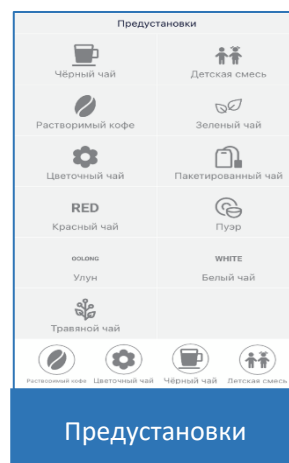 Предустановки
Чёрный чай
Детская смесь
Растворимый кофе
Зеленый чай
Цветочный чай
Пакетированный чай
RED
Красный чай
Пуэр
OOLONG
Улун
WHITE
Белый чай
Травяной чай
Растворимый кофе Цветочный чай Чёрный чай Детская смесь
Предустановки